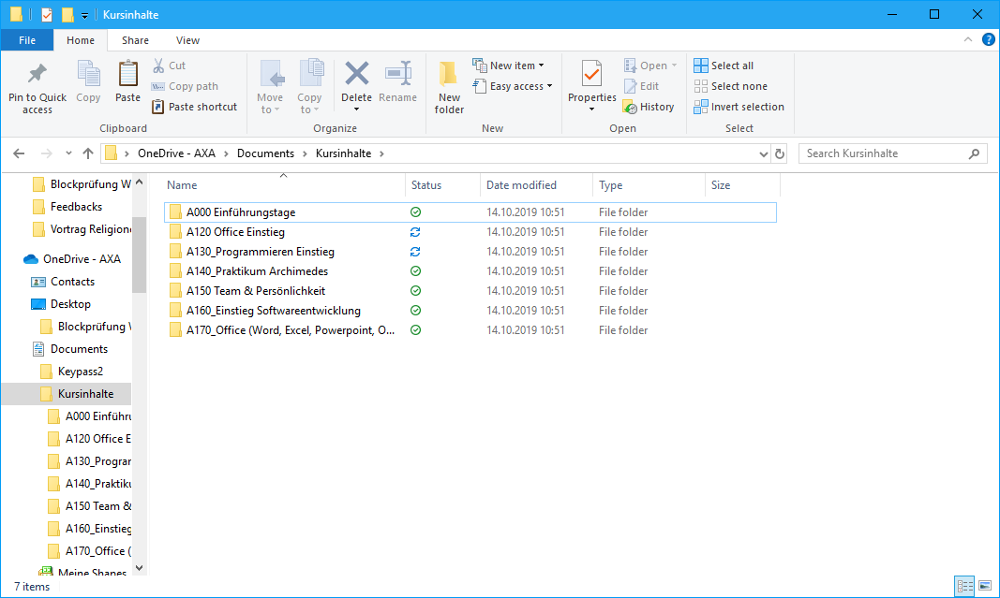 Kursinhalte
File Home Share View
Pin to Quick access
Copy
Paste
Cut
Copy path
Paste shortcut
Clipboard
Move to
Copy to
Delete
Rename
Organize
New folder
New item
Easy access
New
Properties
Open
Edit
History
Open
Select all
Select none
Invert selection
Select
OneDrive - AXA › Documents › Kursinhalte ›
Search Kursinhalte
Blockprüfung W
Feedbacks
Vortrag Religione
OneDrive - AXA
Contacts
Desktop
Blockprüfung W
Documents
Keypass2
Kursinhalte
A000 Einführu
A120 Office E
A130_Program
A140_Praktiku
A150 Team &
A160_Einstieg
A170_Office (
Meine Shapes
Name Status Date modified Type Size
A000 Einführungstage 14.10.2019 10:51 File folder
A120 Office Einstieg 14.10.2019 10:51 File folder
A130_Programmieren Einstieg 14.10.2019 10:51 File folder
A140_Praktikum Archimedes 14.10.2019 10:51 File folder
A150 Team & Persönlichkeit 14.10.2019 10:51 File folder
A160_Einstieg Softwareentwicklung 14.10.2019 10:51 File folder
A170_Office (Word, Excel, Powerpoint, O... 14.10.2019 10:51 File folder
7 items